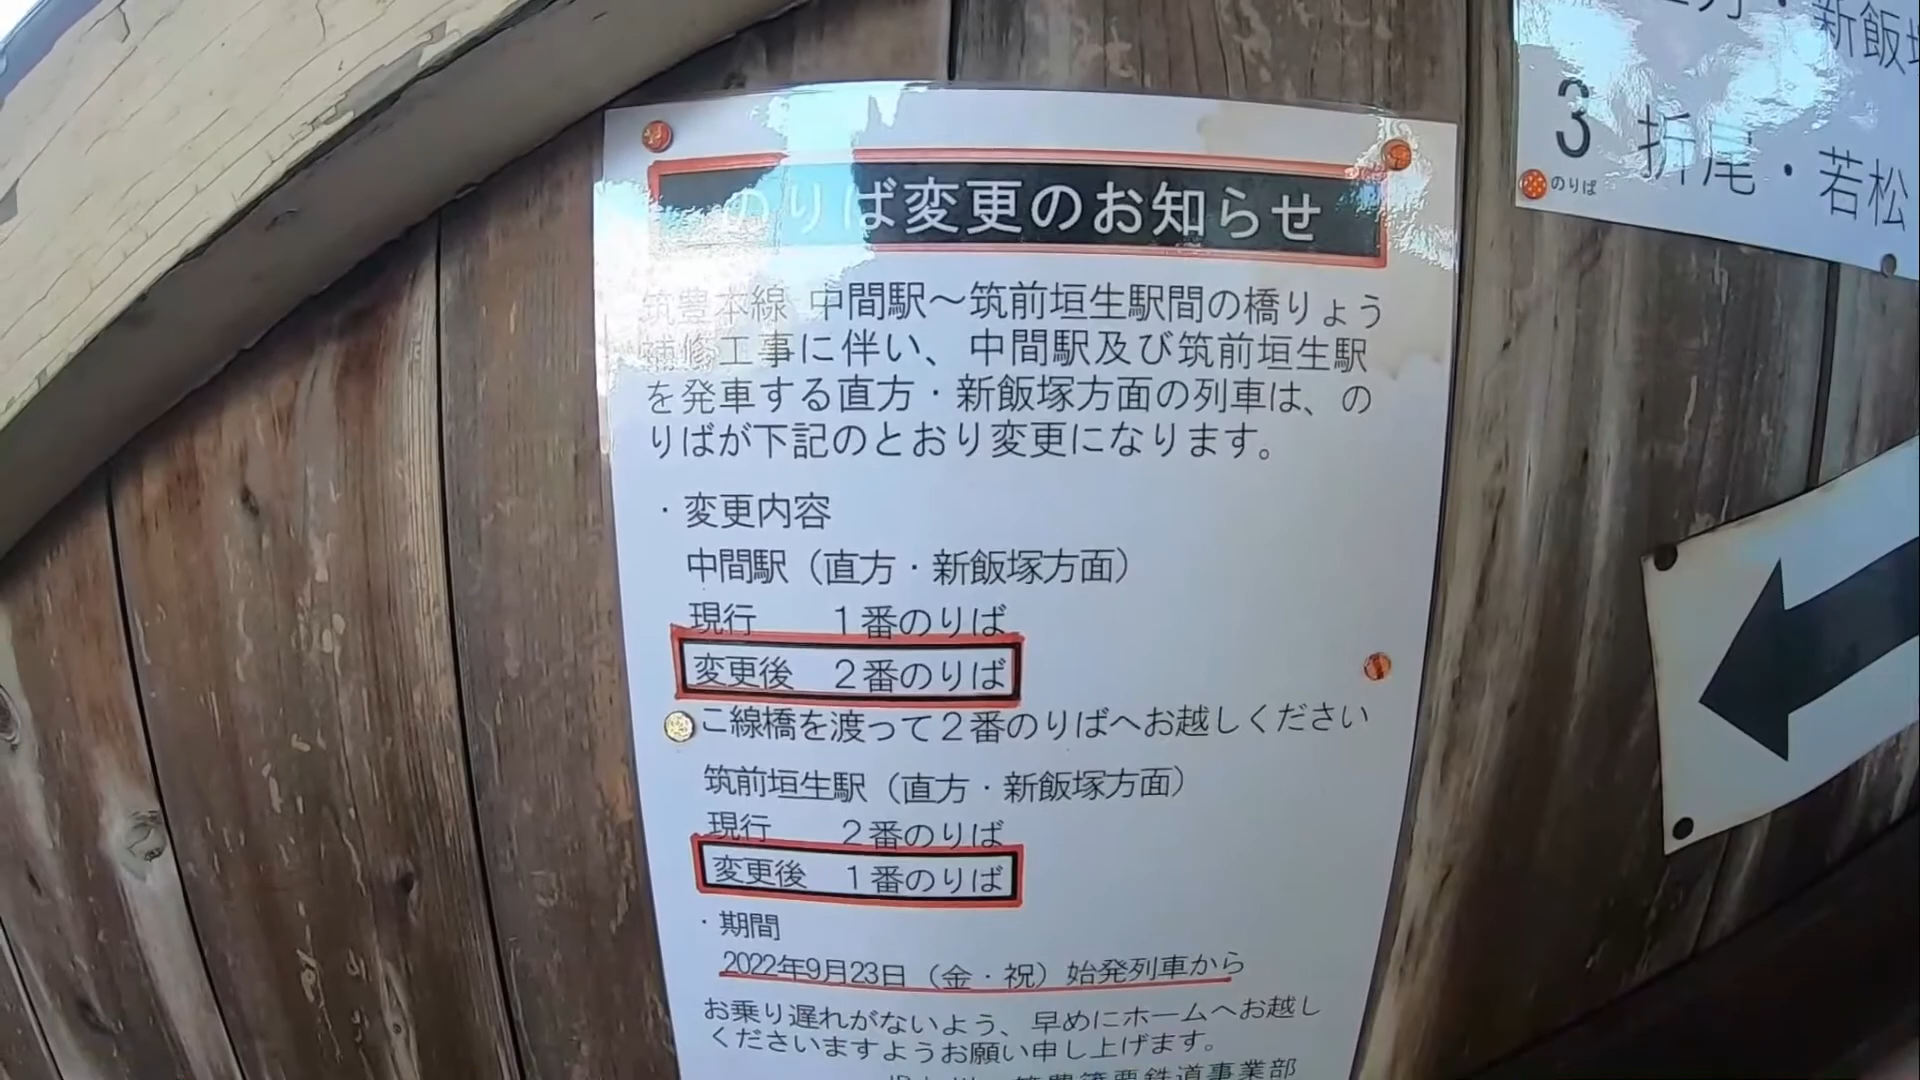 のりば変更のお知らせ
筑豊本線 中間駅～筑前垣生駅間の橋りょう
補修工事に伴い、中間駅及び筑前垣生駅
を発車する直方・新飯塚方面の列車は、の
りばが下記のとおり変更になります。
・変更内容
中間駅（直方・新飯塚方面）
現行 1番のりば
変更後 2番のりば
こ線橋を渡って2番のりばへお越しください
筑前垣生駅（直方・新飯塚方面）
現行 2番のりば
変更後 1番のりば
・期間
2022年9月23日（金・祝）始発列車から
お乗り遅れがないよう、早めにホームへお越し
くださいますようお願い申し上げます。
筑豊篠栗鉄道事業部
・新飯塚
3 折尾・若松
のりば